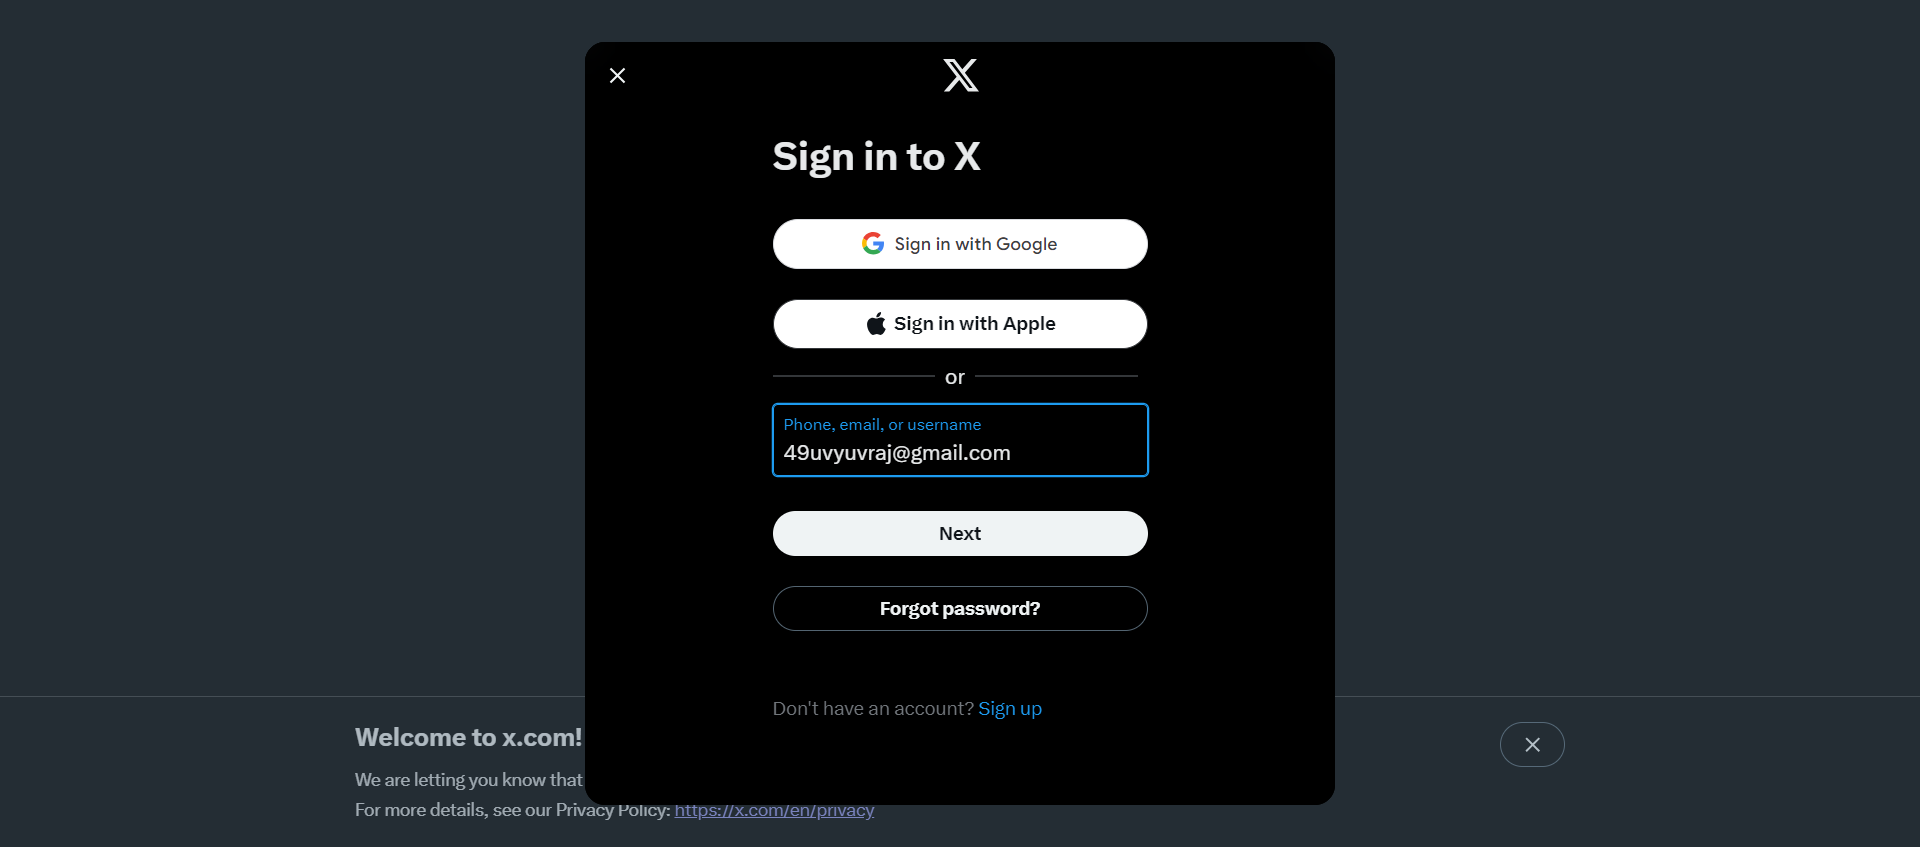 Sign in to X
Sign in with Google
Sign in with Apple
or
Phone, email, or username
49uvyuvraj@gmail.com
Next
Forgot password?
Don't have an account? Sign up
Welcome to x.com!
We are letting you know that
For more details, see our Privacy Policy: https://x.com/en/privacy